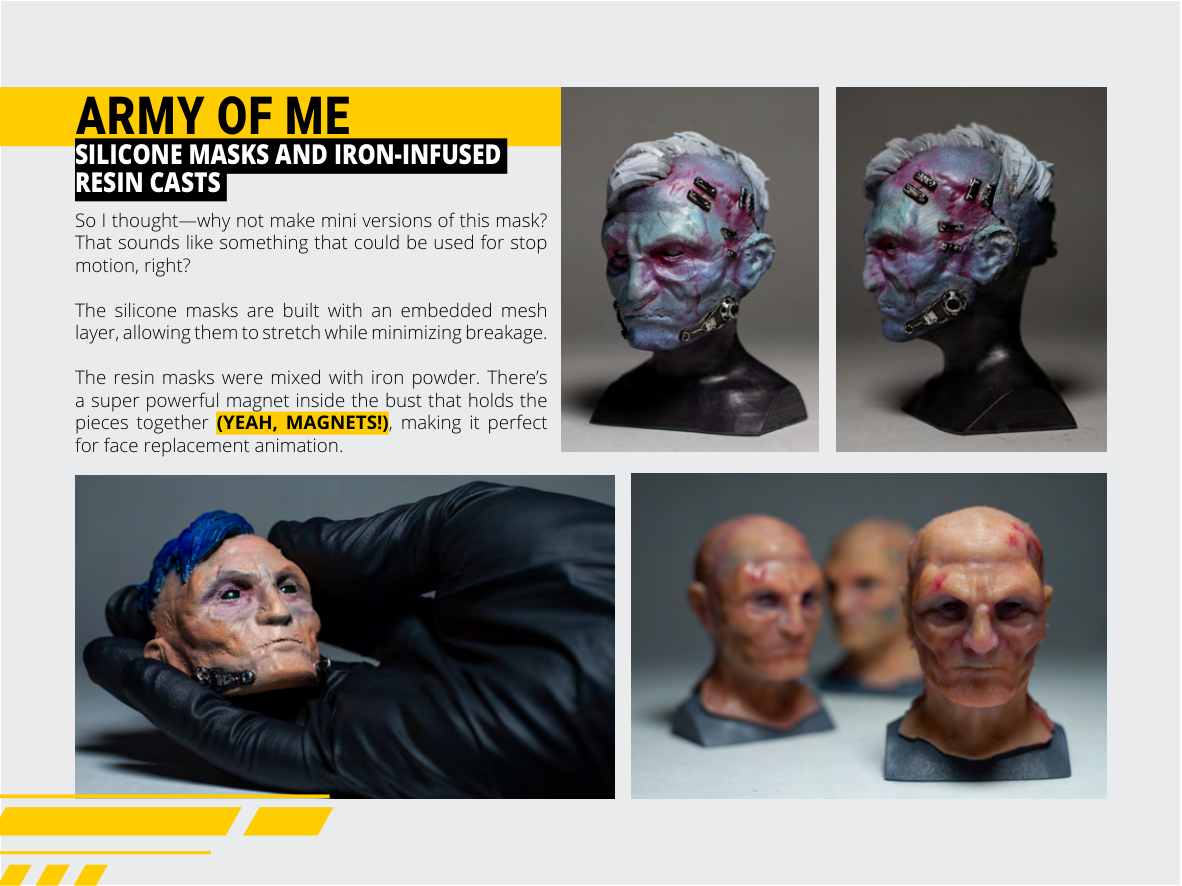 ARMY OF ME
SILICONE MASKS AND IRON-INFUSED
RESIN CASTS
So I thought—why not make mini versions of this mask?
That sounds like something that could be used for stop
motion, right?
The silicone masks are built with an embedded mesh
layer, allowing them to stretch while minimizing breakage.
The resin masks were mixed with iron powder. There’s
a super powerful magnet inside the bust that holds the
pieces together (YEAH, MAGNETS!), making it perfect
for face replacement animation.